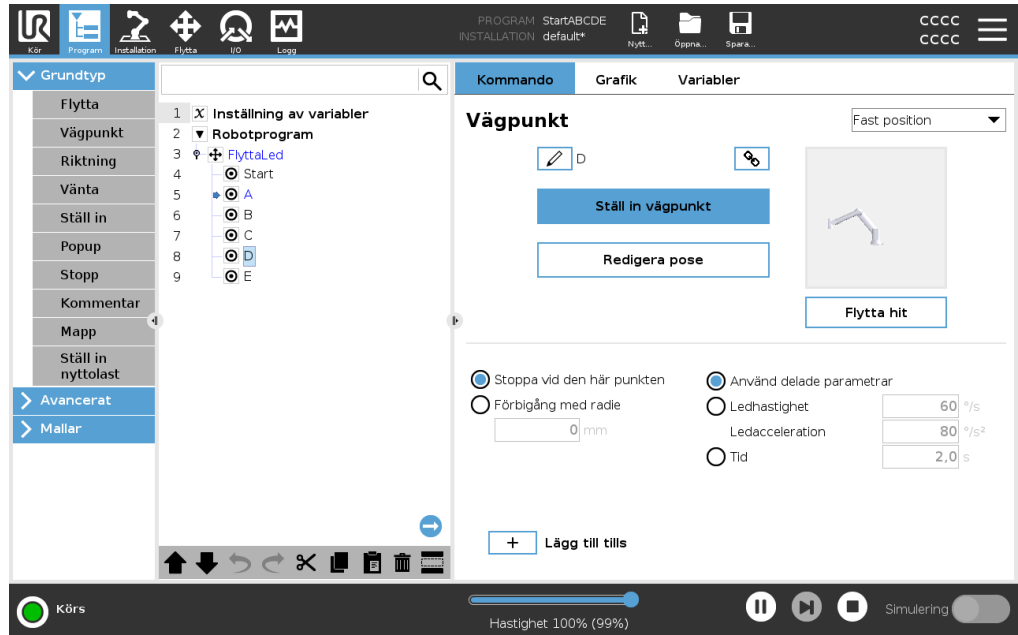 UR
PROGRAM StartABCDE
INSTALLATION default*
CCCC
CCCC
Kör Program Installation Flytta I/O Logg Nytt... Öppna... Spara...
Grundtyp
Flytta
Vägpunkt
Riktning
Vänta
Ställ in
Popup
Stopp
Kommentar
Mapp
Ställ in
nyttolast
Avancerat
Mallar
1 X Inställning av variabler
2 Robotprogram
3 FlyttaLed
4 Start
5 A
6 B
7 C
8 D
9 E
Kommando Grafik Variabler
Vägpunkt
Fast position
D
Ställ in vägpunkt
Redigera pose
Flytta hit
Stoppa vid den här punkten
Förbigång med radie
0 mm
Använd delade parametrar
Ledhastighet 60 °/s
Ledacceleration 80 °/s²
Tid 2,0 s
+ Lägg till tills
Körs
Hastighet 100% (99%)
Simulering